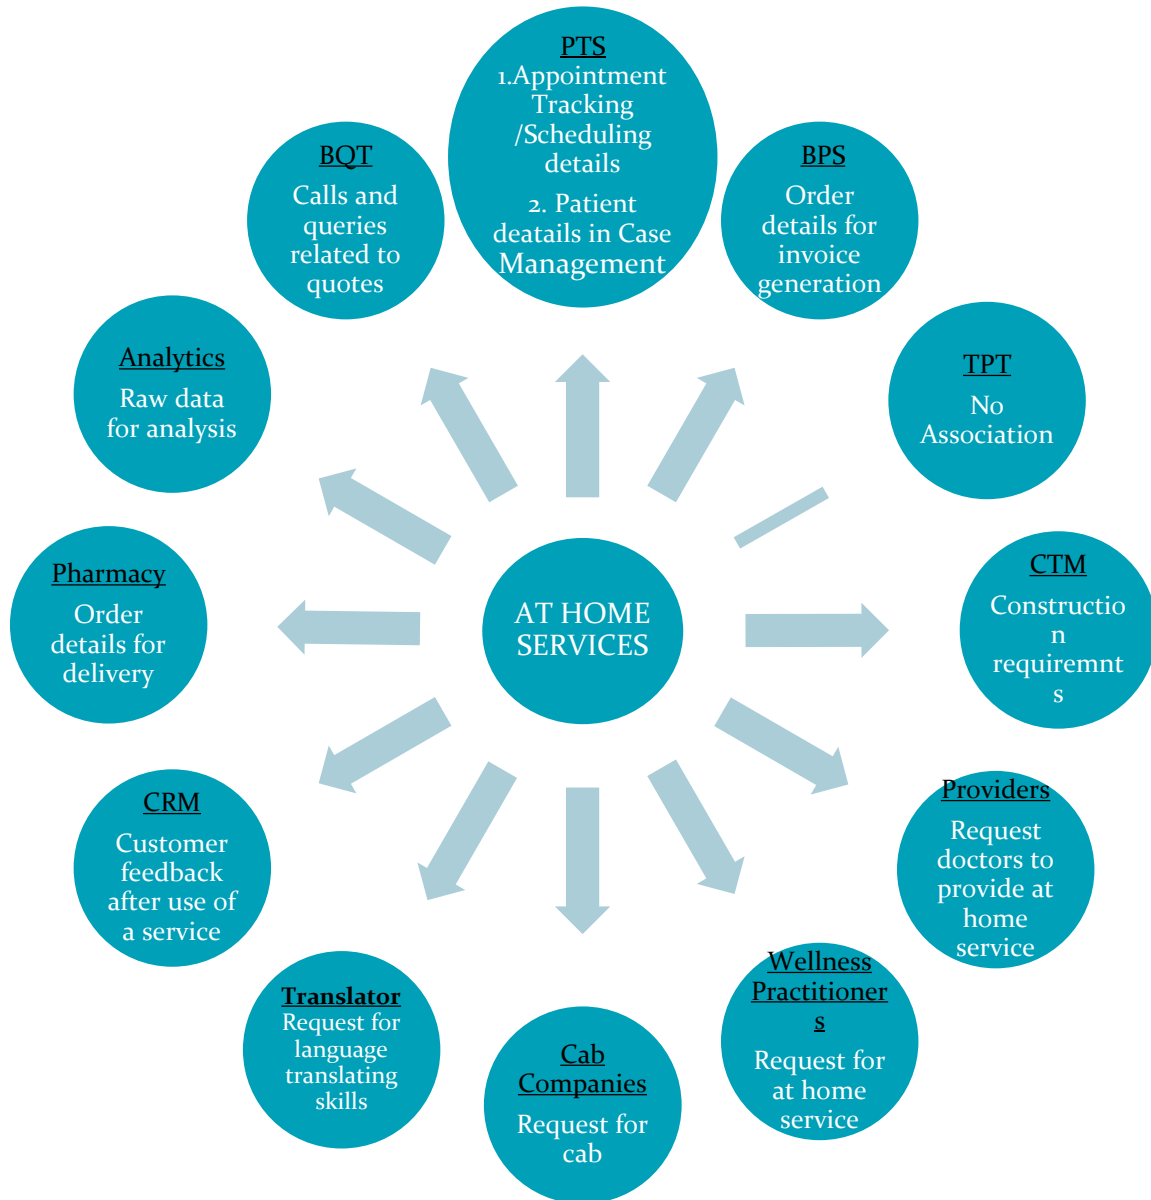 PTS
1.Appointment
Tracking
/Scheduling
details
2. Patient
deatails in Case
Management
BPS
Order
details for
invoice
generation
TPT
No
Association
CTM
Constructio
n
requiremnt
s
Providers
Request
doctors to
provide at
home
service
Wellness
Practitioner
s
Request for
at home
service
Cab
Companies
Request for
cab
Translator
Request for
language
translating
skills
CRM
Customer
feedback
after use of
a service
Pharmacy
Order
details for
delivery
Analytics
Raw data
for analysis
BQT
Calls and
queries
related to
quotes
AT HOME
SERVICES